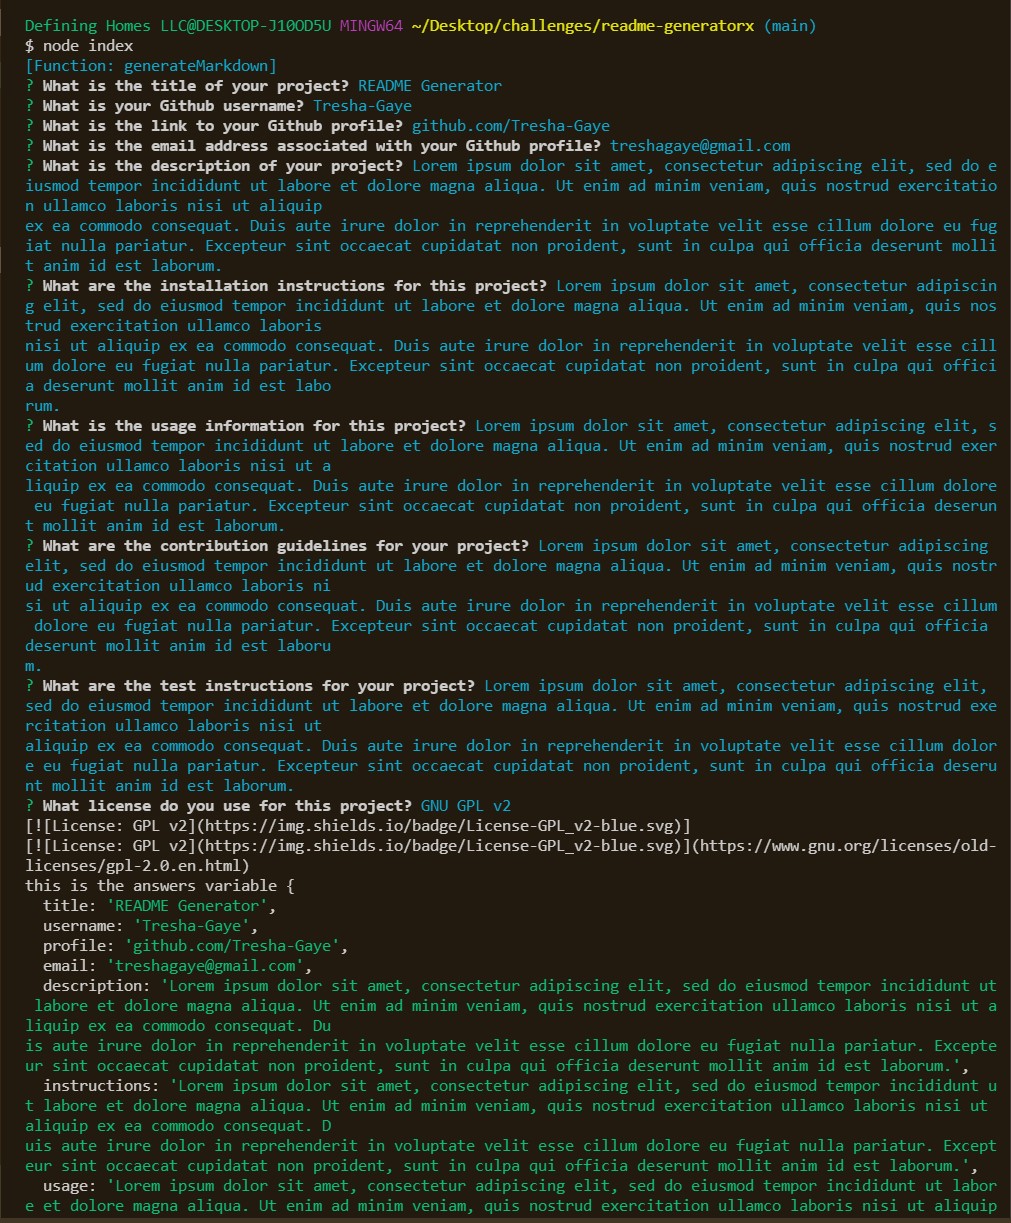 Defining Homes LLC@DESKTOP-J10OD5U MINGW64 ~/Desktop/challenges/readme-generatorx (main)
$ node index
[Function: generateMarkdown]
? What is the title of your project? README Generator
? What is your Github username? Tresha-Gaye
? What is the link to your Github profile? github.com/Tresha-Gaye
? What is the email address associated with your Github profile? treshagaye@gmail.com
? What is the description of your project? Lorem ipsum dolor sit amet, consectetur adipiscing elit, sed do e
iusmod tempor incididunt ut labore et dolore magna aliqua. Ut enim ad minim veniam, quis nostrud exercitatio
n ullamco laboris nisi ut aliquip
ex ea commodo consequat. Duis aute irure dolor in reprehenderit in voluptate velit esse cillum dolore eu fug
iat nulla pariatur. Excepteur sint occaecat cupidatat non proident, sunt in culpa qui officia deserunt molli
t anim id est laborum.
? What are the installation instructions for this project? Lorem ipsum dolor sit amet, consectetur adipiscin
g elit, sed do eiusmod tempor incididunt ut labore et dolore magna aliqua. Ut enim ad minim veniam, quis nos
trud exercitation ullamco laboris
nisi ut aliquip ex ea commodo consequat. Duis aute irure dolor in reprehenderit in voluptate velit esse cill
um dolore eu fugiat nulla pariatur. Excepteur sint occaecat cupidatat non proident, sunt in culpa qui offici
a deserunt mollit anim id est labo
rum.
? What is the usage information for this project? Lorem ipsum dolor sit amet, consectetur adipiscing elit, s
ed do eiusmod tempor incididunt ut labore et dolore magna aliqua. Ut enim ad minim veniam, quis nostrud exer
citation ullamco laboris nisi ut a
liquip ex ea commodo consequat. Duis aute irure dolor in reprehenderit in voluptate velit esse cillum dolore
 eu fugiat nulla pariatur. Excepteur sint occaecat cupidatat non proident, sunt in culpa qui officia deserun
t mollit anim id est laborum.
? What are the contribution guidelines for your project? Lorem ipsum dolor sit amet, consectetur adipiscing
elit, sed do eiusmod tempor incididunt ut labore et dolore magna aliqua. Ut enim ad minim veniam, quis nostr
ud exercitation ullamco laboris ni
si ut aliquip ex ea commodo consequat. Duis aute irure dolor in reprehenderit in voluptate velit esse cillum
 dolore eu fugiat nulla pariatur. Excepteur sint occaecat cupidatat non proident, sunt in culpa qui officia
deserunt mollit anim id est laboru
m.
? What are the test instructions for your project? Lorem ipsum dolor sit amet, consectetur adipiscing elit,
sed do eiusmod tempor incididunt ut labore et dolore magna aliqua. Ut enim ad minim veniam, quis nostrud exe
rcitation ullamco laboris nisi ut
aliquip ex ea commodo consequat. Duis aute irure dolor in reprehenderit in voluptate velit esse cillum dolor
e eu fugiat nulla pariatur. Excepteur sint occaecat cupidatat non proident, sunt in culpa qui officia deseru
nt mollit anim id est laborum.
? What license do you use for this project? GNU GPL v2
[![License: GPL v2](https://img.shields.io/badge/License-GPL_v2-blue.svg)]
[![License: GPL v2](https://img.shields.io/badge/License-GPL_v2-blue.svg)](https://www.gnu.org/licenses/old-
licenses/gpl-2.0.en.html)
this is the answers variable {
  title: 'README Generator',
  username: 'Tresha-Gaye',
  profile: 'github.com/Tresha-Gaye',
  email: 'treshagaye@gmail.com',
  description: 'Lorem ipsum dolor sit amet, consectetur adipiscing elit, sed do eiusmod tempor incididunt ut
 labore et dolore magna aliqua. Ut enim ad minim veniam, quis nostrud exercitation ullamco laboris nisi ut a
liquip ex ea commodo consequat. Du
is aute irure dolor in reprehenderit in voluptate velit esse cillum dolore eu fugiat nulla pariatur. Excepte
ur sint occaecat cupidatat non proident, sunt in culpa qui officia deserunt mollit anim id est laborum.',
  instructions: 'Lorem ipsum dolor sit amet, consectetur adipiscing elit, sed do eiusmod tempor incididunt u
t labore et dolore magna aliqua. Ut enim ad minim veniam, quis nostrud exercitation ullamco laboris nisi ut
aliquip ex ea commodo consequat. D
uis aute irure dolor in reprehenderit in voluptate velit esse cillum dolore eu fugiat nulla pariatur. Except
eur sint occaecat cupidatat non proident, sunt in culpa qui officia deserunt mollit anim id est laborum.',
  usage: 'Lorem ipsum dolor sit amet, consectetur adipiscing elit, sed do eiusmod tempor incididunt ut labor
e et dolore magna aliqua. Ut enim ad minim veniam, quis nostrud exercitation ullamco laboris nisi ut aliquip